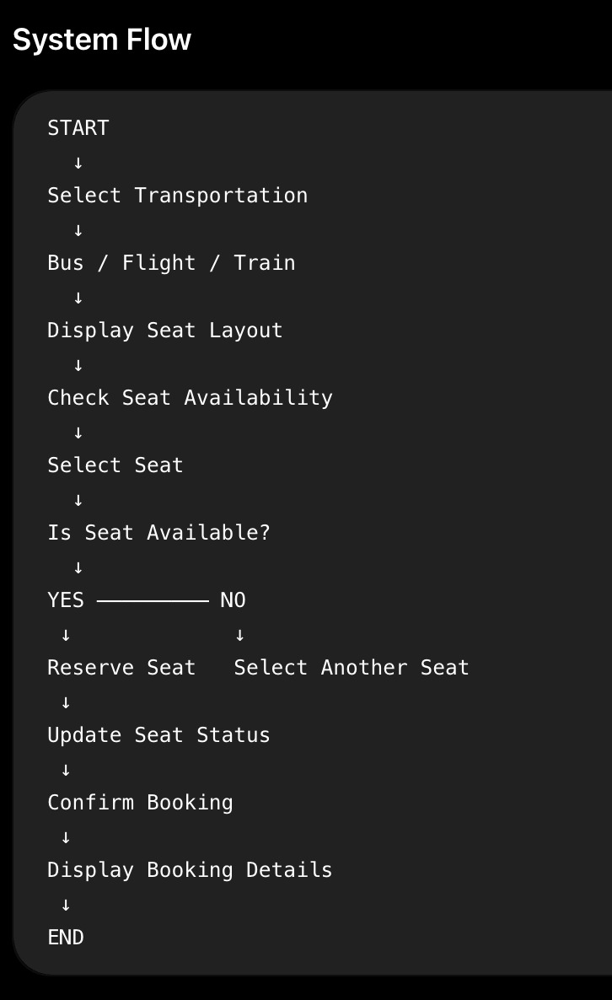 System Flow
START
↓
Select Transportation
↓
Bus / Flight / Train
↓
Display Seat Layout
↓
Check Seat Availability
↓
Select Seat
↓
Is Seat Available?
↓
YES ───────── NO
↓ ↓
Reserve Seat Select Another Seat
↓
Update Seat Status
↓
Confirm Booking
↓
Display Booking Details
↓
END